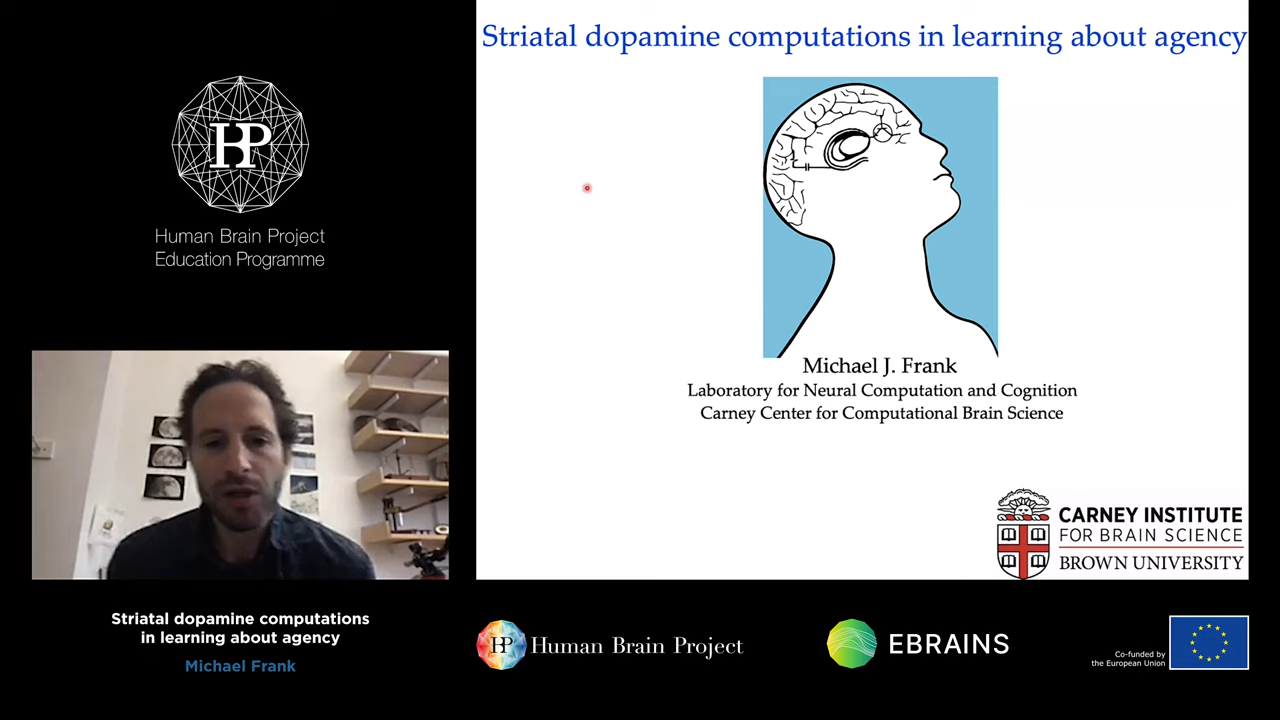 HP
Human Brain Project
Education Programme
Striatal dopamine computations in learning about agency
Michael J. Frank
Laboratory for Neural Computation and Cognition
Carney Center for Computational Brain Science
CARNEY INSTITUTE
FOR BRAIN SCIENCE
BROWN UNIVERSITY
Striatal dopamine computations
in learning about agency
Michael Frank
HP
Human Brain Project
EBRAINS
Co-funded by
the European Union